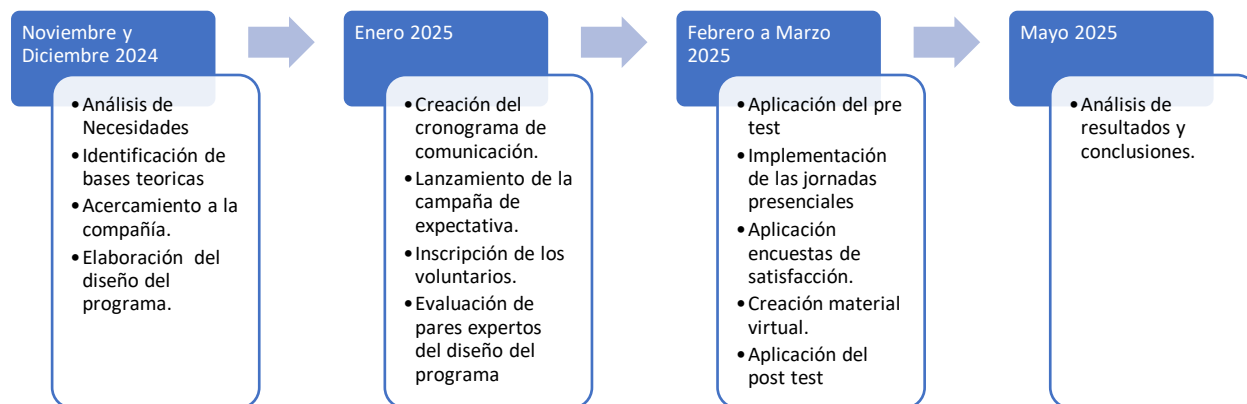 Noviembre y
Diciembre 2024
•Análisis de
Necesidades
•Identificación de
bases teoricas
•Acercamiento a la
compañía.
•Elaboración del
diseño del
programa.
Enero 2025
•Creación del
cronograma de
comunicación.
•Lanzamiento de la
campaña de
expectativa.
•Inscripción de los
voluntarios.
•Evaluación de
pares expertos
del diseño del
programa
Febrero a Marzo
2025
•Aplicación del pre
test
•Implementación
de las jornadas
presenciales
•Aplicación
encuestas de
satisfacción.
•Creación material
virtual.
•Aplicación del
post test
Mayo 2025
•Análisis de
resultados y
conclusiones.